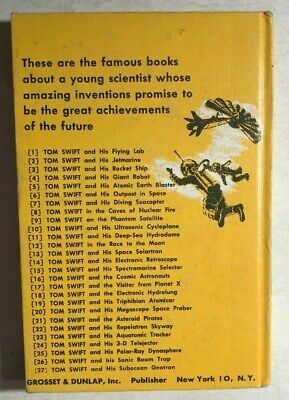 These are the famous books
about a young scientist whose
amazing inventions promise to
be the great achievements
of the future
[1] TOM SWIFT and His Flying Lab
[2] TOM SWIFT and His Jetmarine
[3] TOM SWIFT and His Rocket Ship
[4] TOM SWIFT and His Giant Robot
[5] TOM SWIFT and His Atomic Earth Blaster
[6] TOM SWIFT and His Outpost in Space
[7] TOM SWIFT and His Diving Seacopter
[8] TOM SWIFT in the Caves of Nuclear Fire
[9] TOM SWIFT on the Phantom Satellite
[10] TOM SWIFT and His Ultrasonic Cycloplane
[11] TOM SWIFT and His Deep-Sea Hydrodome
[12] TOM SWIFT in the Race to the Moon
[13] TOM SWIFT and His Space Solartron
[14] TOM SWIFT and His Electronic Retroscope
[15] TOM SWIFT and His Spectromarine Selector
[16] TOM SWIFT and the Cosmic Astronauts
[17] TOM SWIFT and the Visitor from Planet X
[18] TOM SWIFT and the Electronic Hydrolung
[19] TOM SWIFT and His Triphibian Atomicar
[20] TOM SWIFT and His Megascope Space Prober
[21] TOM SWIFT and the Asteroid Pirates
[22] TOM SWIFT and His Repelatron Skyway
[23] TOM SWIFT and His Aquatomic Tracker
[24] TOM SWIFT and His 3-D Telejector
[25] TOM SWIFT and His Polar-Ray Dynasphere
[26] TOM SWIFT and his Sonic Boom Trap
[27] TOM SWIFT and His Subocean Geotron
GROSSET & DUNLAP, Inc. Publisher New York 10, N.Y.